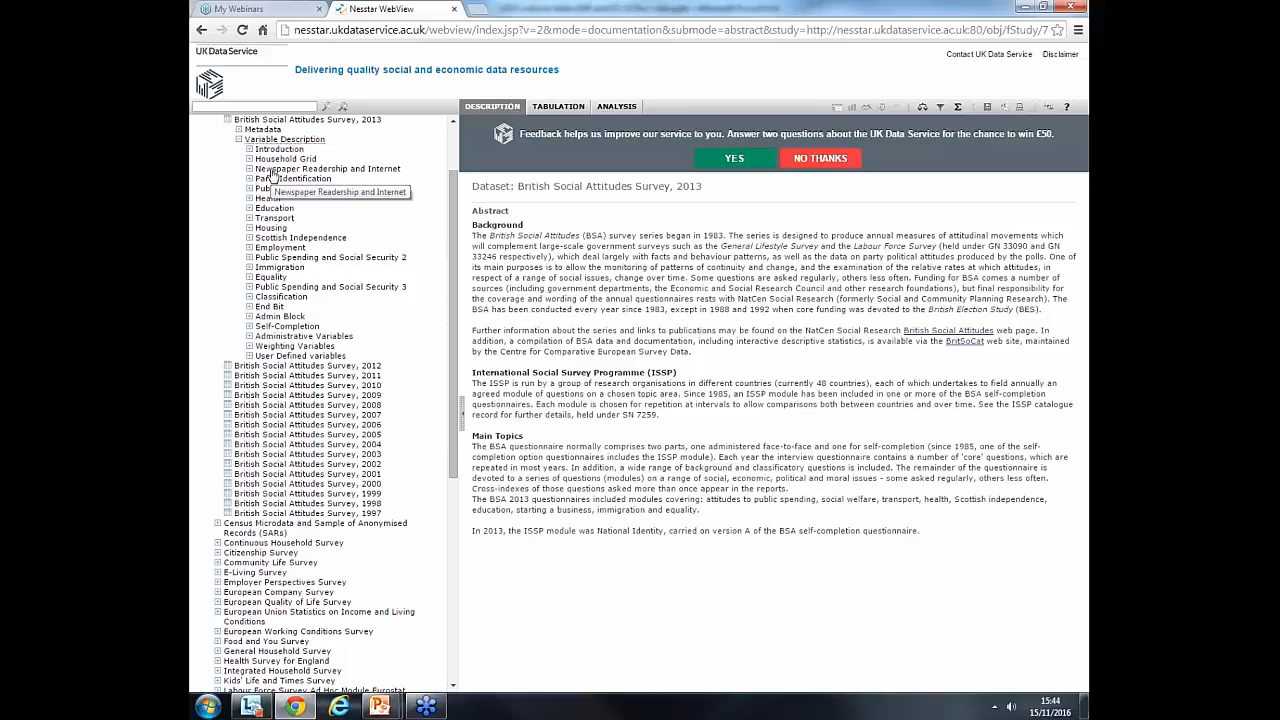 My Webinars
Nesstar WebView
nesstar.ukdataservice.ac.uk/webview/index.jsp?v=2&mode=documentation&submode=abstract&study=http://nesstar.ukdataservice.ac.uk:80/obj/fStudy/7
UK Data Service
Contact UK Data Service
Disclaimer
Delivering quality social and economic data resources
DESCRIPTION
TABULATION
ANALYSIS
British Social Attitudes Survey, 2013
Metadata
Variable Description
Introduction
Household Grid
Newspaper Readership and Internet
Identification
Newspaper Readership and Internet
Education
Transport
Housing
Scottish Independence
Employment
Public Spending and Social Security 2
Immigration
Equality
Public Spending and Social Security 3
Classification
End Bit
Admin Block
Self-Completion
Administrative Variables
Weighting Variables
User Defined variables
British Social Attitudes Survey, 2012
British Social Attitudes Survey, 2011
British Social Attitudes Survey, 2010
British Social Attitudes Survey, 2009
British Social Attitudes Survey, 2008
British Social Attitudes Survey, 2007
British Social Attitudes Survey, 2006
British Social Attitudes Survey, 2005
British Social Attitudes Survey, 2004
British Social Attitudes Survey, 2003
British Social Attitudes Survey, 2002
British Social Attitudes Survey, 2001
British Social Attitudes Survey, 2000
British Social Attitudes Survey, 1999
British Social Attitudes Survey, 1998
British Social Attitudes Survey, 1997
Census Microdata and Sample of Anonymised
Records (SARs)
Continuous Household Survey
Citizenship Survey
Community Life Survey
E-Living Survey
Employer Perspectives Survey
European Company Survey
European Quality of Life Survey
European Union Statistics on Income and Living
Conditions
European Working Conditions Survey
Food and You Survey
General Household Survey
Health Survey for England
Integrated Household Survey
Kids' Life and Times Survey
Labour Force Survey Ad Hoc Module Eurostat
Feedback helps us improve our service to you. Answer two questions about the UK Data Service for the chance to win £50.
YES
NO THANKS
Dataset: British Social Attitudes Survey, 2013
Abstract
Background
The British Social Attitudes (BSA) survey series began in 1983. The series is designed to produce annual measures of attitudinal movements which
will complement large-scale government surveys such as the General Lifestyle Survey and the Labour Force Survey (held under GN 33090 and GN
33246 respectively), which deal largely with facts and behaviour patterns, as well as the data on party political attitudes produced by the polls. One of
its main purposes is to allow the monitoring of patterns of continuity and change, and the examination of the relative rates at which attitudes, in
respect of a range of social issues, change over time. Some questions are asked regularly, others less often. Funding for BSA comes a number of
sources (including government departments, the Economic and Social Research Council and other research foundations), but final responsibility for
the coverage and wording of the annual questionnaires rests with NatCen Social Research (formerly Social and Community Planning Research). The
BSA has been conducted every year since 1983, except in 1988 and 1992 when core funding was devoted to the British Election Study (BES).
Further information about the series and links to publications may be found on the NatCen Social Research British Social Attitudes web page. In
addition, a compilation of BSA data and documentation, including interactive descriptive statistics, is available via the BritSoCat web site, maintained
by the Centre for Comparative European Survey Data.
International Social Survey Programme (ISSP)
The ISSP is run by a group of research organisations in different countries (currently 48 countries), each of which undertakes to field annually an
agreed module of questions on a chosen topic area. Since 1985, an ISSP module has been included in one or more of the BSA self-completion
questionnaires. Each module is chosen for repetition at intervals to allow comparisons both between countries and over time. See the ISSP catalogue
record for further details, held under SN 7259.
Main Topics
The BSA questionnaire normally comprises two parts, one administered face-to-face and one for self-completion (since 1985, one of the self-
completion option questionnaires includes the ISSP module). Each year the interview questionnaire contains a number of 'core' questions, which are
repeated in most years. In addition, a wide range of background and classificatory questions is included. The remainder of the questionnaire is
devoted to a series of questions (modules) on a range of social, economic, political and moral issues - some asked regularly, others less often.
Cross-indexes of those questions asked more than once appear in the reports.
The BSA 2013 questionnaires included modules covering: attitudes to public spending, social welfare, transport, health, Scottish independence,
education, starting a business, immigration and equality.
In 2013, the ISSP module was National Identity, carried on version A of the BSA self-completion questionnaire.
15:44
15/11/2016